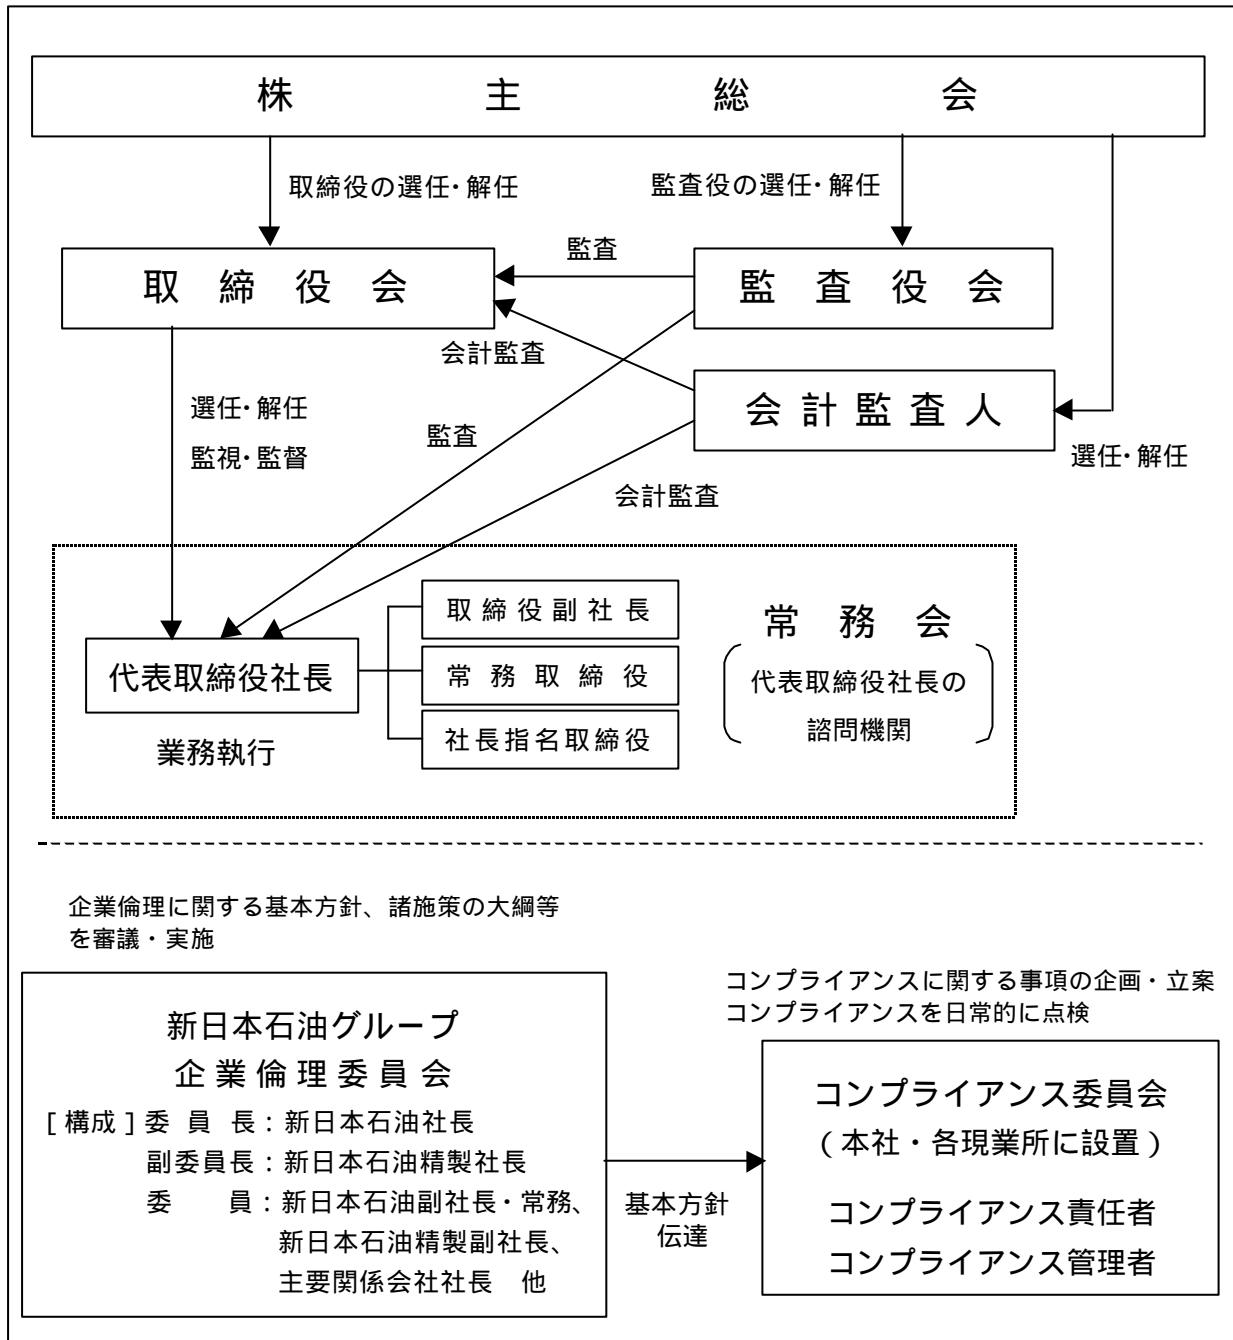 株主総会
取締役の選任・解任
監査役の選任・解任
監査
取締役会
監査役会
会計監査
会計監査人
選任・解任
監視・監督
監査
選任・解任
会計監査
取締役副社長
常務会
代表取締役社長
常務取締役
代表取締役社長の
諮問機関
社長指名取締役
業務執行
企業倫理に関する基本方針、諸施策の大綱等
を審議・実施
コンプライアンスに関する事項の企画・立案
コンプライアンスを日常的に点検
新日本石油グループ
企業倫理委員会
[構成]委員長:新日本石油社長
副委員長:新日本石油精製社長
委員:新日本石油副社長・常務、
新日本石油精製副社長、
主要関係会社社長 他
基本方針
伝達
コンプライアンス委員会
(本社・各現業所に設置)
コンプライアンス責任者
コンプライアンス管理者